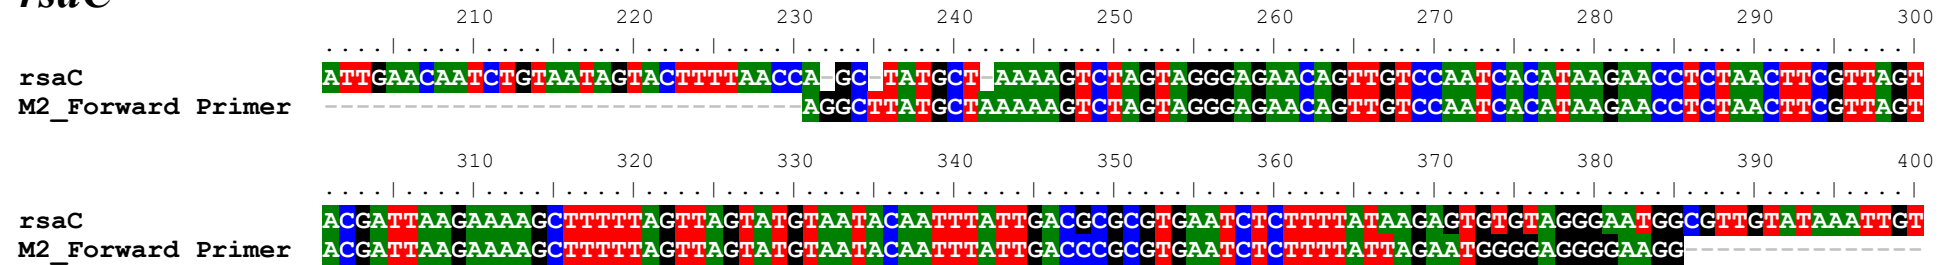 rsaC
210 220 230 240 250 260 270 280 290 300
....|....|....|....|....|....|....|....|....|....|....|....|....|....|....|....|....|....|....|....|
rsaC ATTGAACAATCTGTAATAGTACTTTTAACCA-GC-TATGCT-AAAAGTCTAGTAGGGAGAACAGTTGTCCAATCACATAAGAACCTCTAACTTCGTTAGT
M2_Forward Primer ------------------------------AGGCTTATGCTAAAAAGTCTAGTAGGGAGAACAGTTGTCCAATCACATAAGAACCTCTAACTTCGTTAGT
310 320 330 340 350 360 370 380 390 400
....|....|....|....|....|....|....|....|....|....|....|....|....|....|....|....|....|....|....|....|
rsaC ACGATTAAGAAAAGCTTTTTAGTTAGTATGTAATACAATTTATTGACGCGCGTGAATCTCTTTTATAAGAGTGTGTAGGGAATGGCGTTGTATAAATTGT
M2_Forward Primer ACGATTAAGAAAAGCTTTTTAGTTAGTATGTAATACAATTTATTGACCCGCGTGAATCTCTTTTATTAGAATGGGGAGGGGAAGG---------------